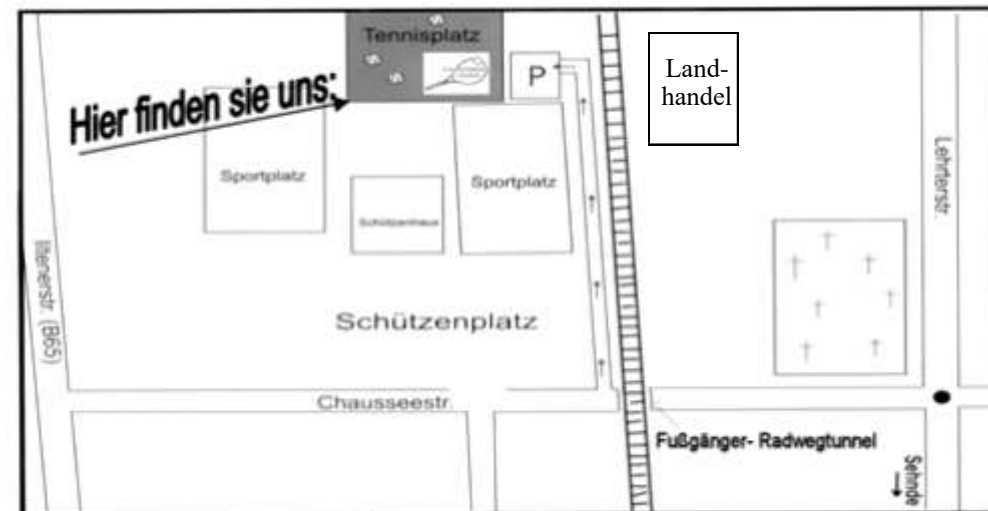 Tennisplatz
P
Land-
handel
Hier finden sie uns:
Sportplatz
Sportplatz
Schützenhaus
Lehrterstr.
Iltenerstr. (B65)
Schützenplatz
Chausseestr.
Fußgänger- Radwegtunnel
Sehnde